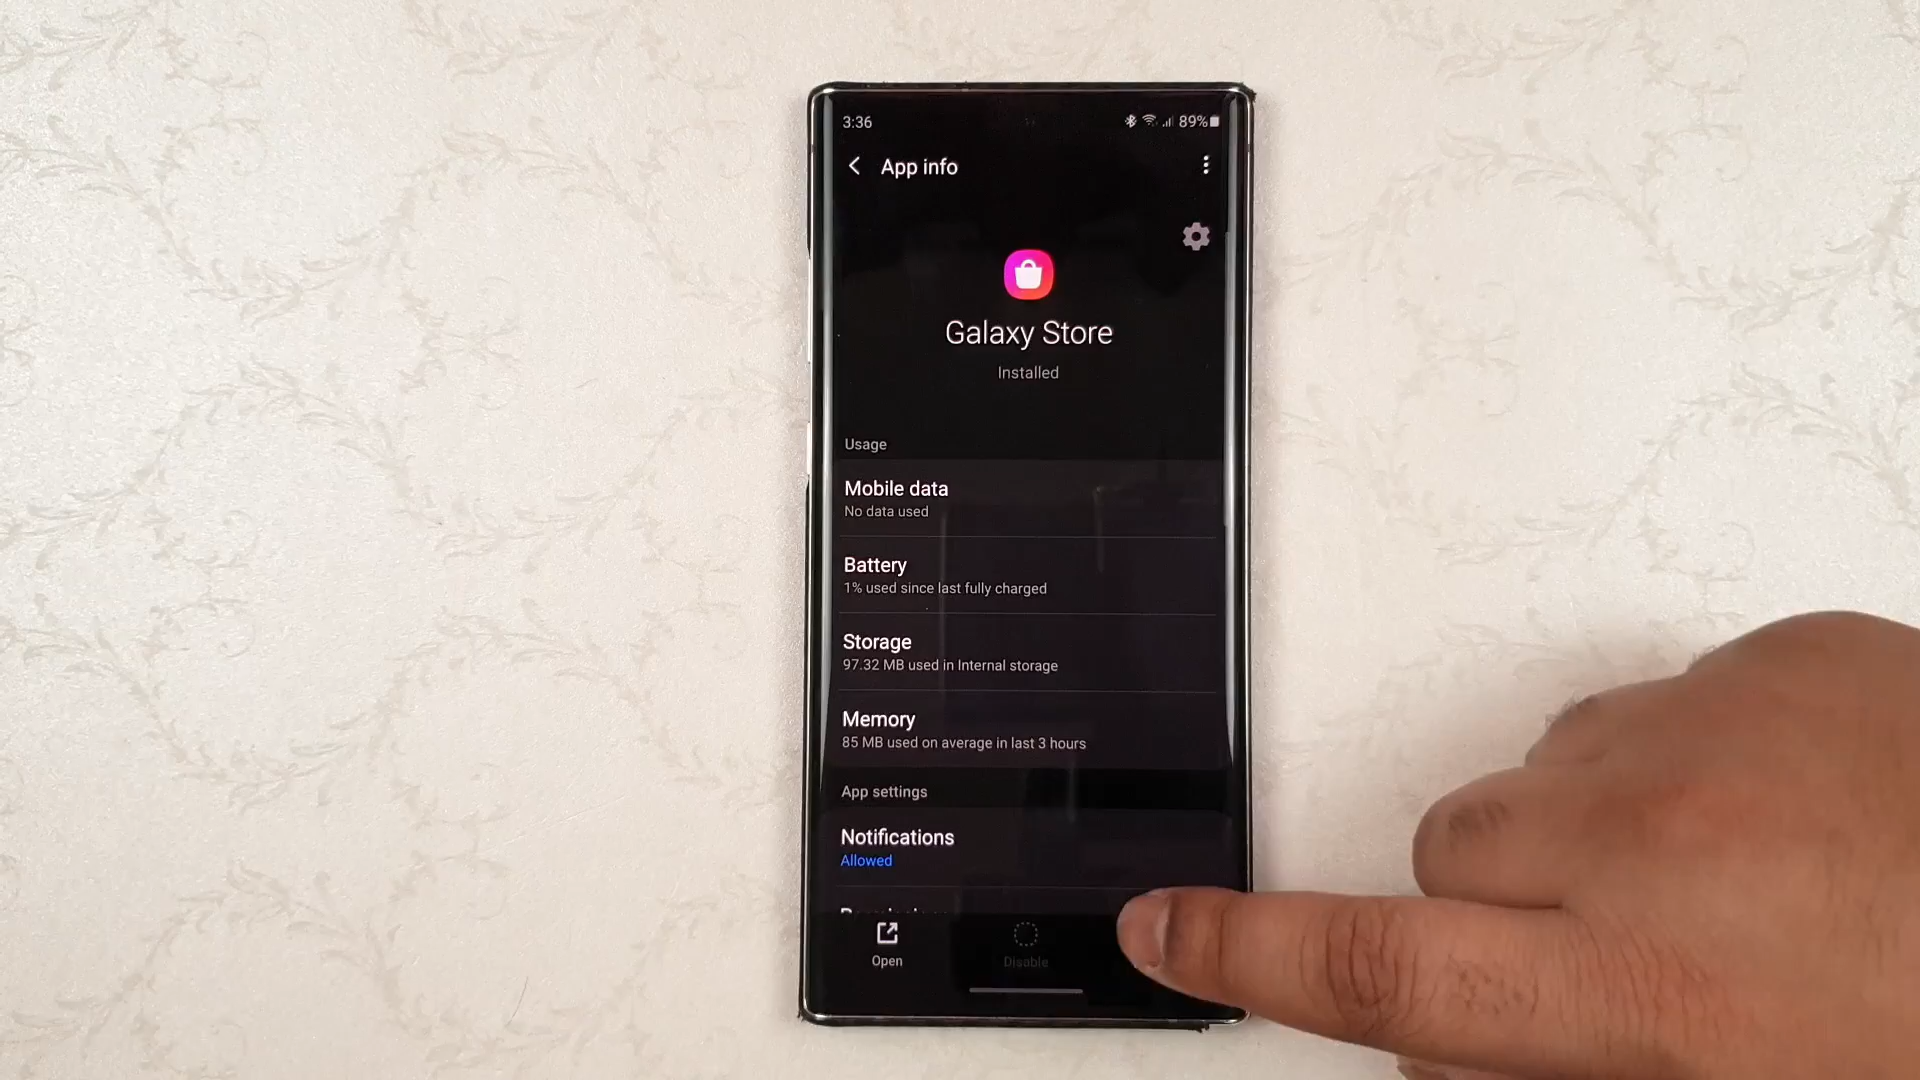 3:36
89%
App info
Galaxy Store
Installed
Usage
Mobile data
No data used
Battery
1% used since last fully charged
Storage
97.32 MB used in Internal storage
Memory
85 MB used on average in last 3 hours
App settings
Notifications
Allowed
Open
Disable